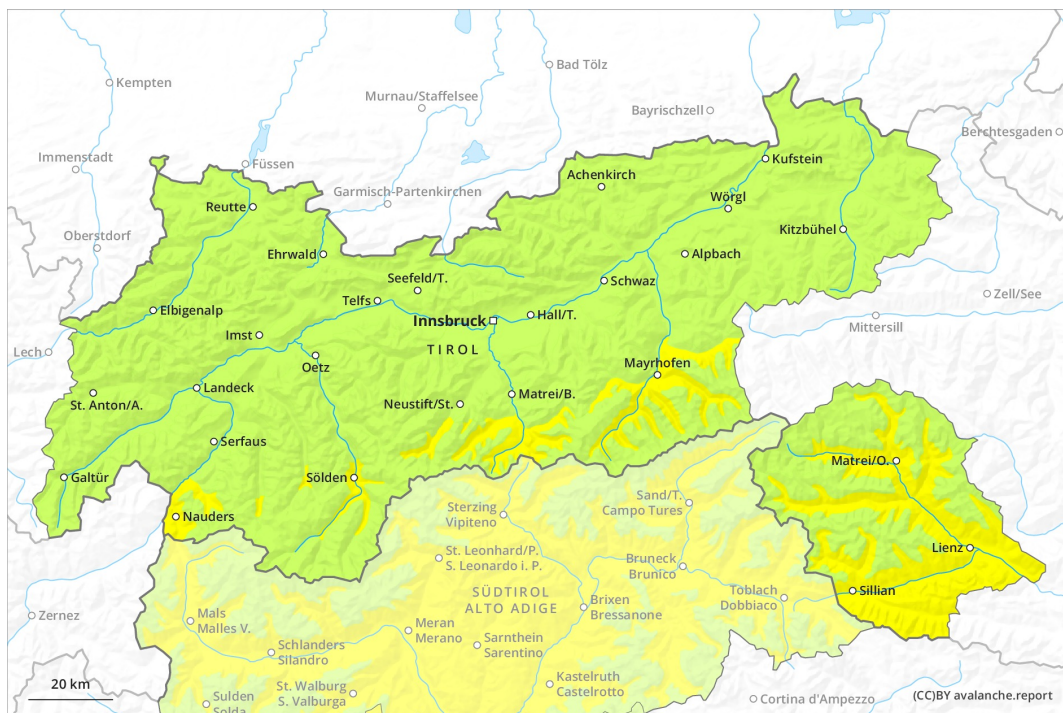 Kempten
Bad Tölz
Murnau/Staffelsee
Bayrischzell
Berchtesgaden
Immenstadt
Füssen
Kufstein
Achenkirch
Garmisch-Partenkirchen
Wörgl
Reutte
Oberstdorf
Kitzbühel
Ehrwald
Alpbach
Seefeld/T.
Schwaz
Telfs
Zell/See
Elbigenalp
Innsbruck
Hall/T.
Mittersill
Imst
TIROL
Lech
Oetz
Mayrhofen
Landeck
St. Anton/A.
Neustift/St.
Matrei/B.
Serfaus
Matrei/O.
Galtür
Sölden
Sand/T.
Campo Tures
Sterzing
Vipiteno
Nauders
Lienz
St. Leonhard/P.
S. Leonardo i. P.
Bruneck
Brunico
Sillian
SÜDTIROL
ALTO ADIGE
Toblach
Dobbiaco
Brixen
Bressanone
Zernez
Mals
Malles V.
Meran
Merano
Schlanders
Silandro
Sarnthein
Sarentino
Kastelruth
Castelrotto
20 km
St. Walburg
S. Valburga
Sulden
Solda
Cortina d'Ampezzo
(CC)BY avalanche.report